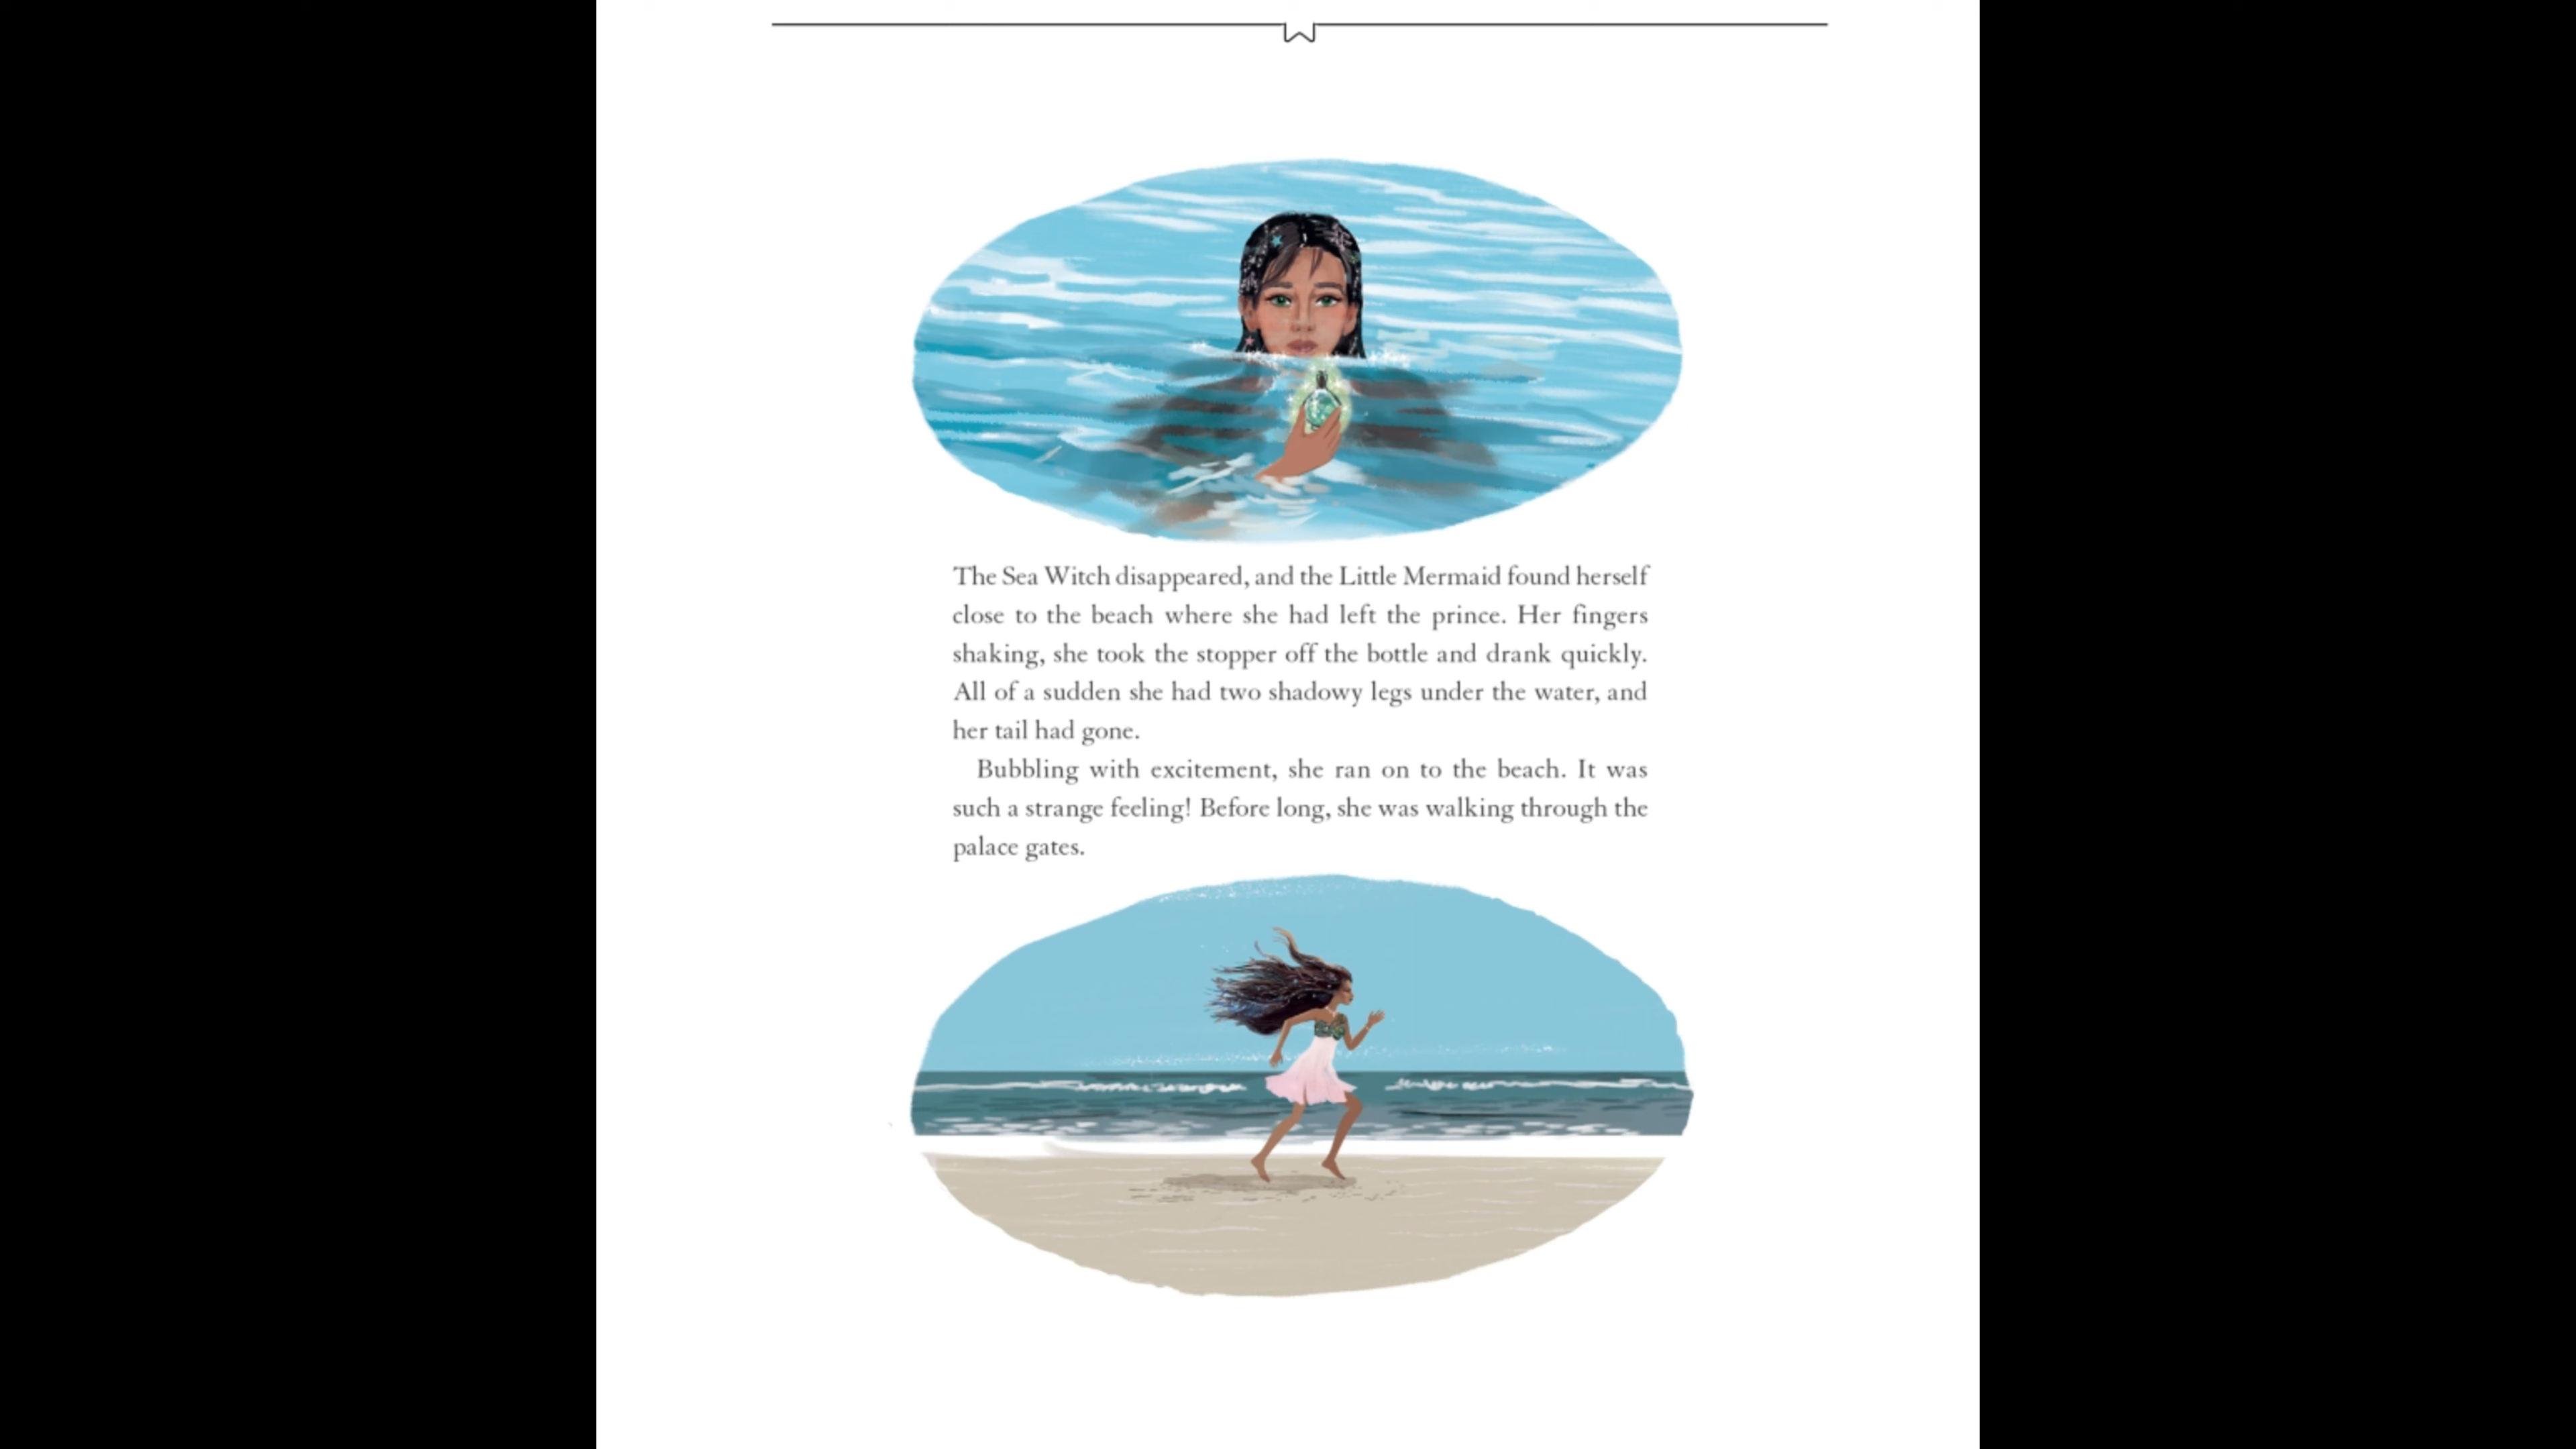 The Sea Witch disappeared, and the Little Mermaid found herself
close to the beach where she had left the prince. Her fingers
shaking, she took the stopper off the bottle and drank quickly.
All of a sudden she had two shadowy legs under the water, and
her tail had gone.
Bubbling with excitement, she ran on to the beach. It was
such a strange feeling! Before long, she was walking through the
palace gates.